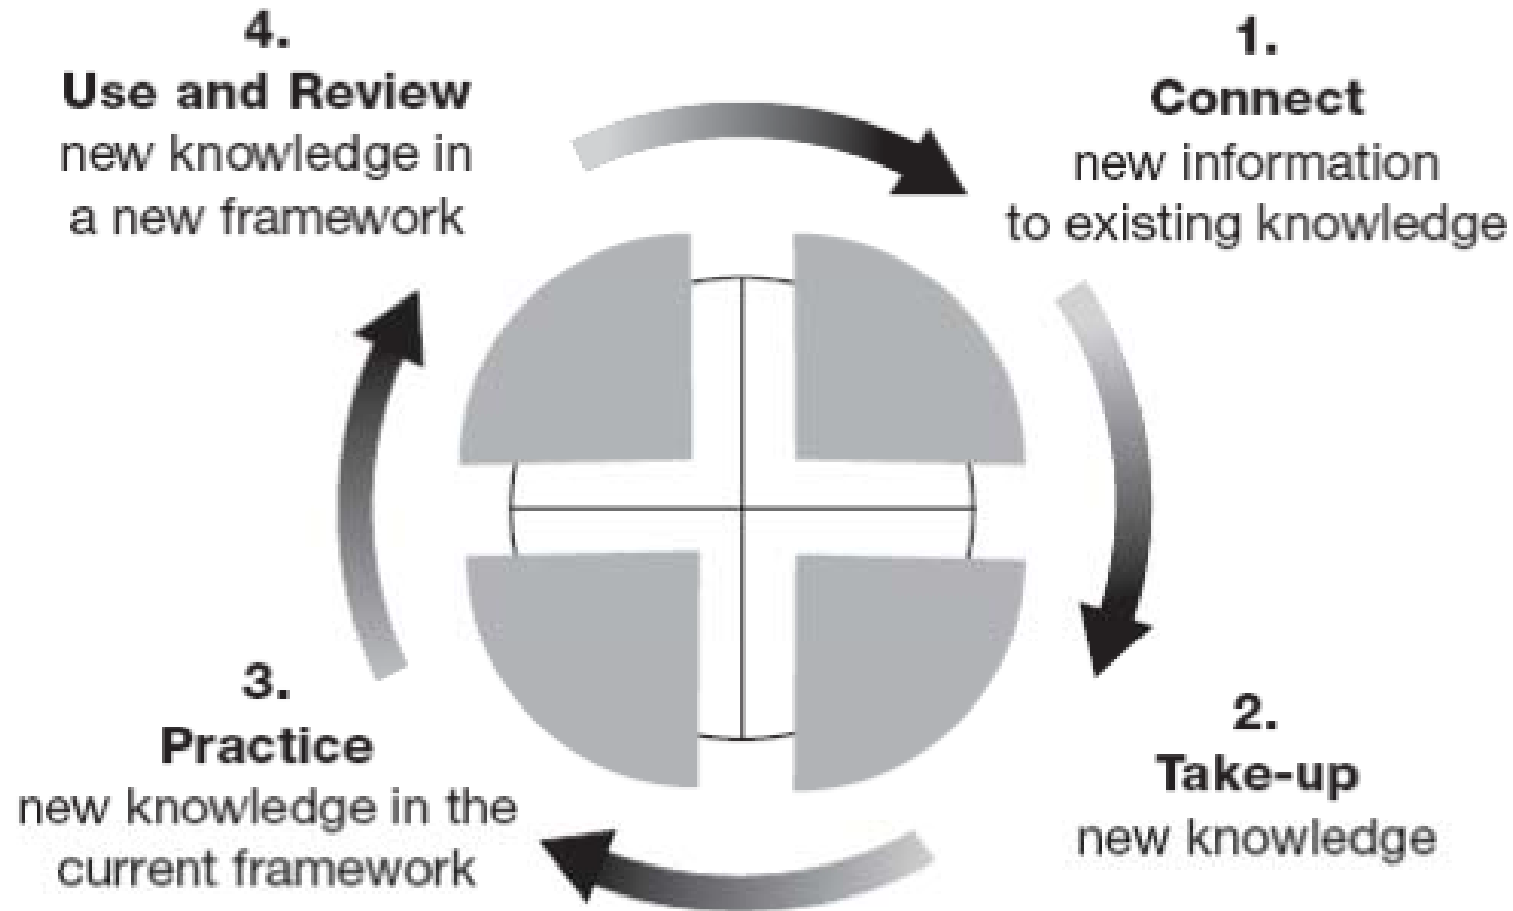 1.
Connect
new information
to existing knowledge
2.
Take-up
new knowledge
3.
Practice
new knowledge in the
current framework
4.
Use and Review
new knowledge in
a new framework